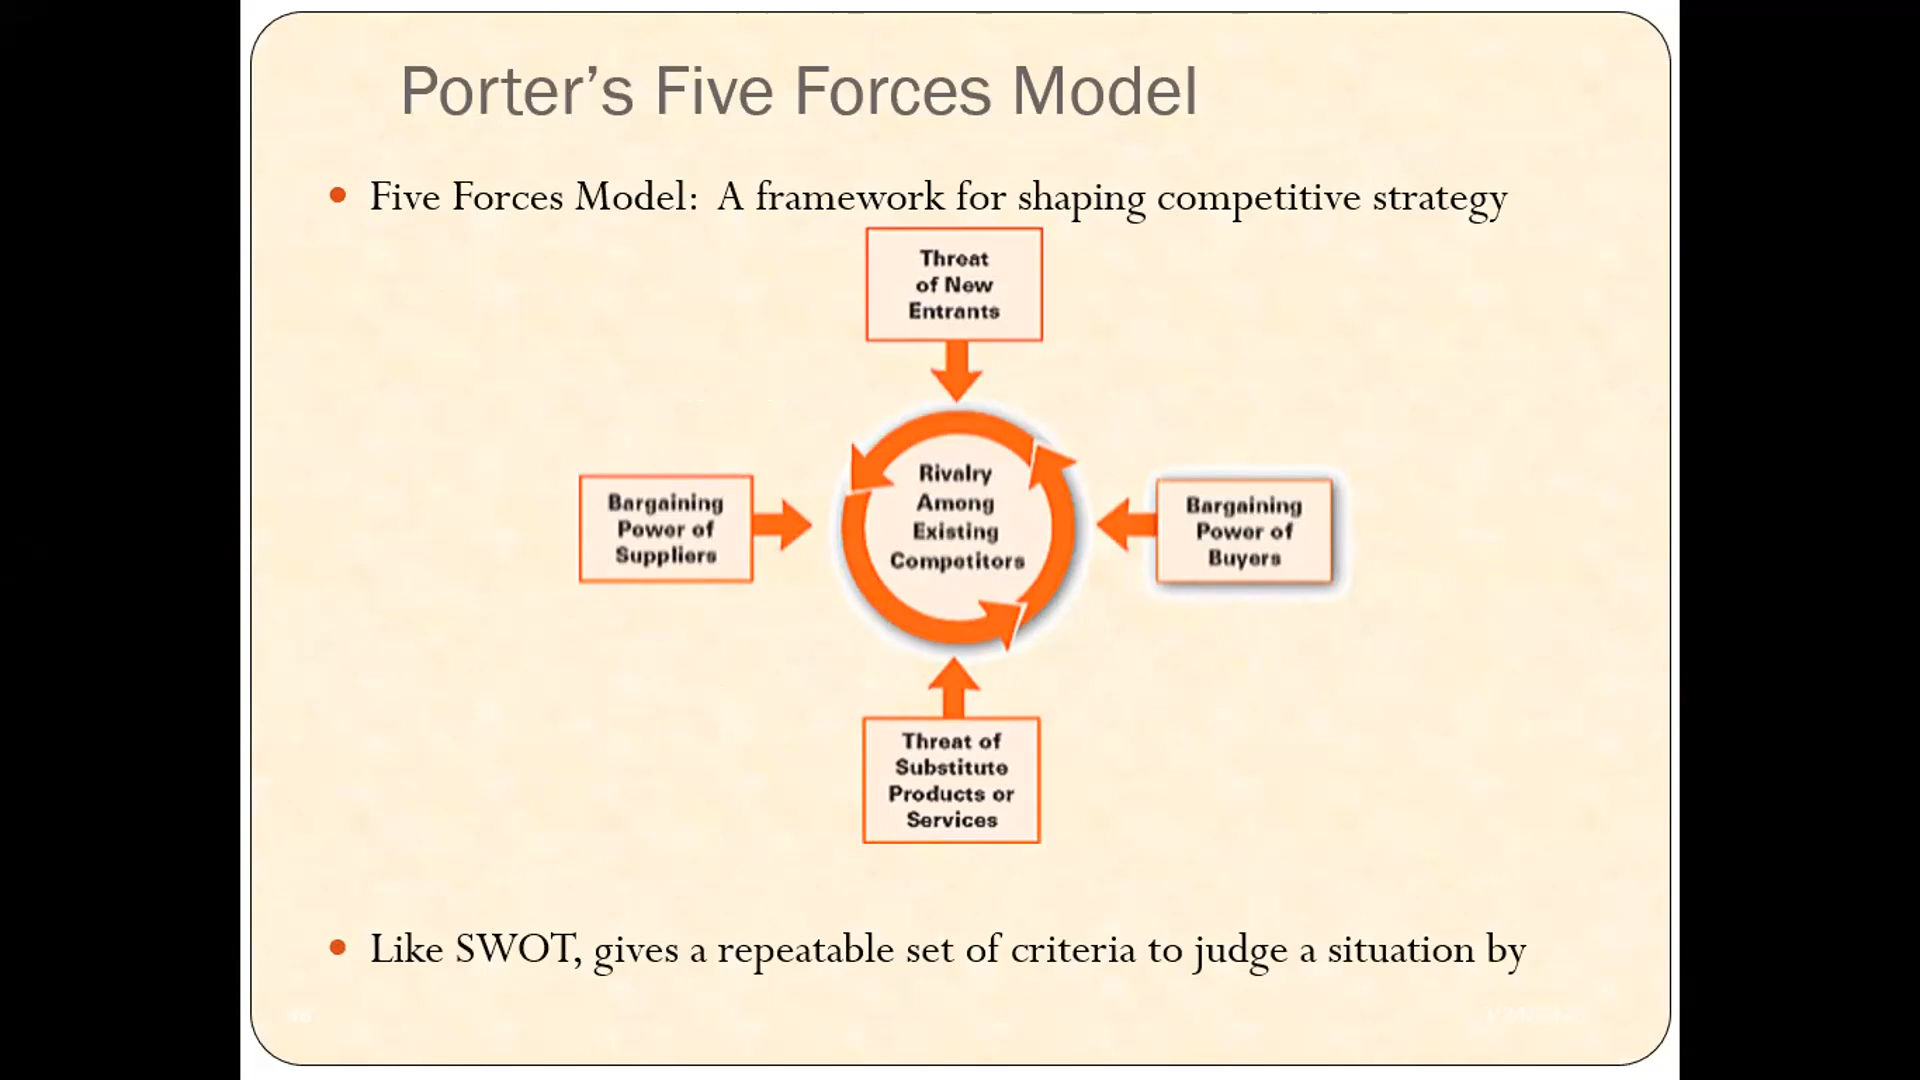 Porter’s Five Forces Model
Five Forces Model: A framework for shaping competitive strategy
Threat
of New
Entrants
Bargaining
Power of
Suppliers
Rivalry
Among
Existing
Competitors
Bargaining
Power of
Buyers
Threat of
Substitute
Products or
Services
Like SWOT, gives a repeatable set of criteria to judge a situation by